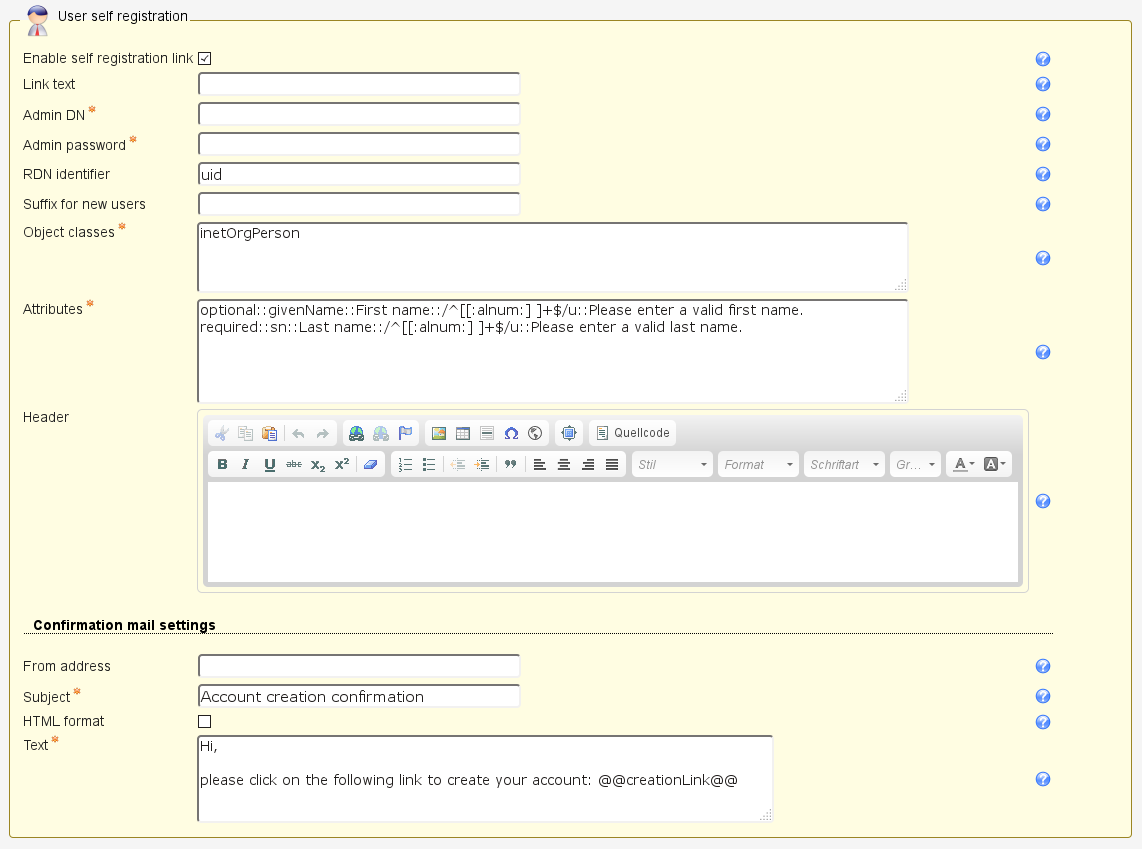 User self registration
Enable self registration link
Link text
Admin DN *
Admin password *
RDN identifier uid
Suffix for new users
Object classes * inetOrgPerson
Attributes * optional::givenName::First name::/^[[:alnum:] ]+$/u::Please enter a valid first name.
required::sn::Last name::/^[[:alnum:] ]+$/u::Please enter a valid last name.
Header
Quellcode
B I U abc x₂ x² Stil Format Schriftart Gr... A A
Confirmation mail settings
From address
Subject * Account creation confirmation
HTML format
Text * Hi,
please click on the following link to create your account: @@creationLink@@